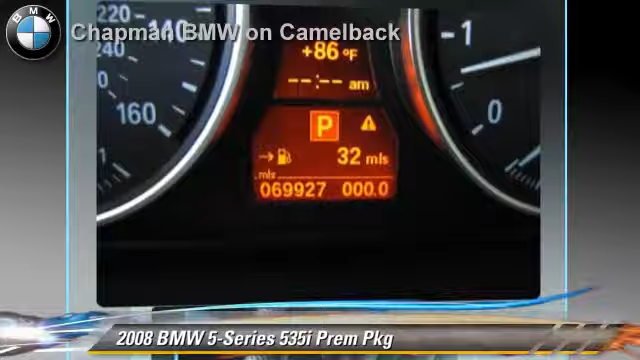 BMW
Chapman BMW on Camelback
220 140
240
160
+86 °F
--:-- am
P
32 mls
mls
069927 000.0
-1
0
2008 BMW 5-Series 535i Prem Pkg